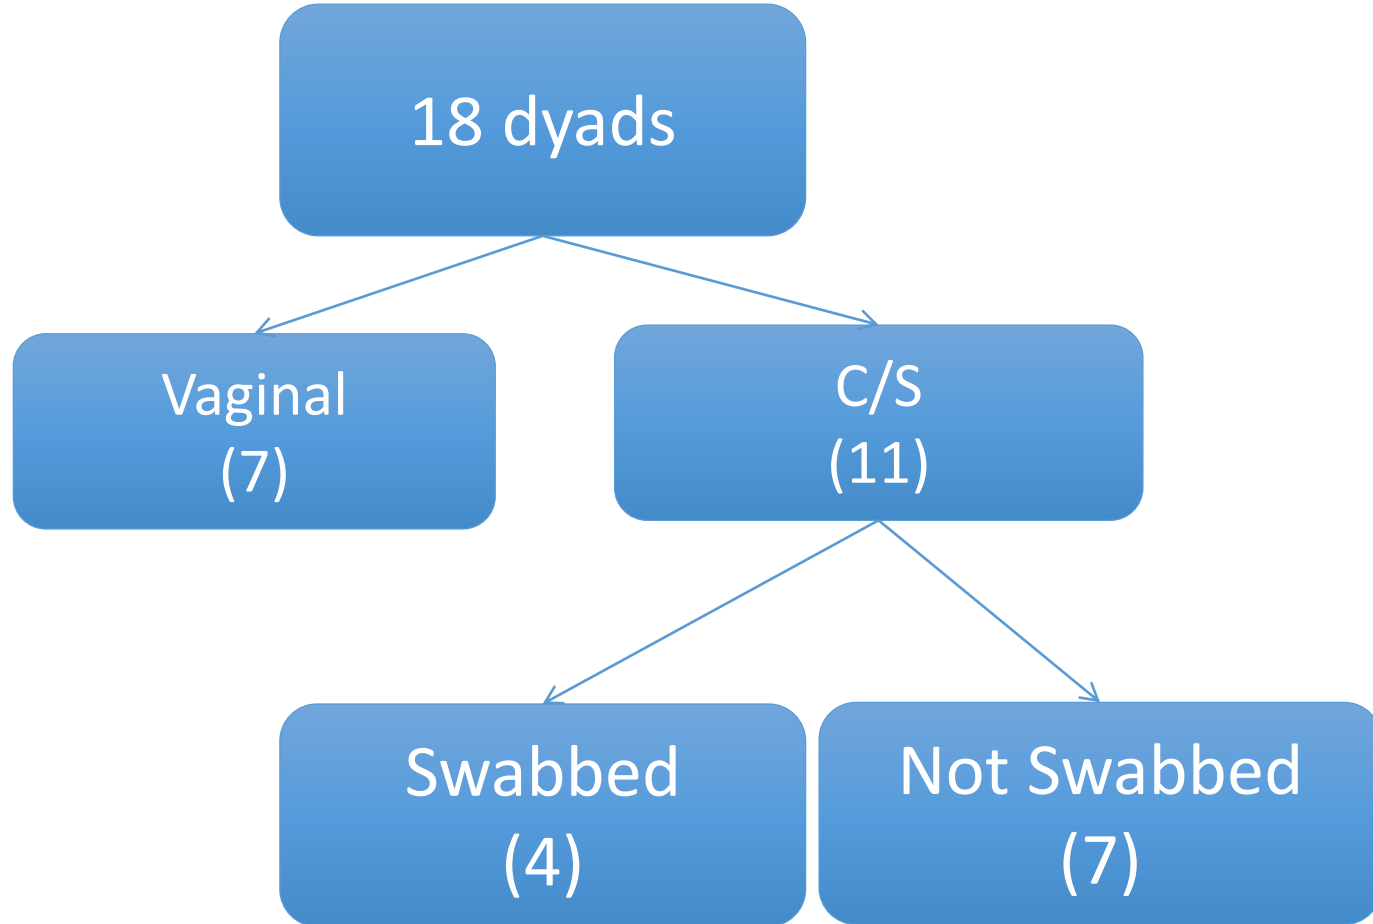 18 dyads
Vaginal
(7)
C/S
(11)
Swabbed
(4)
Not Swabbed
(7)